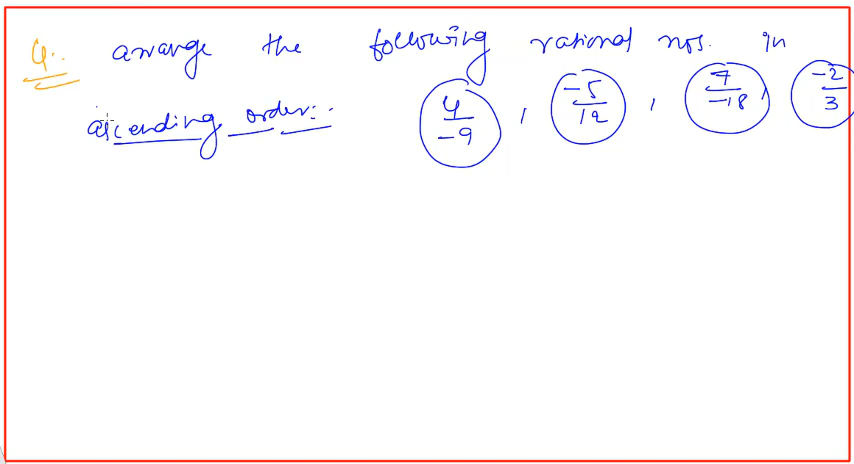 Q. arrange the following rational nos. in
ascending order:- 4/-9, -5/12, 7/-18, -2/3